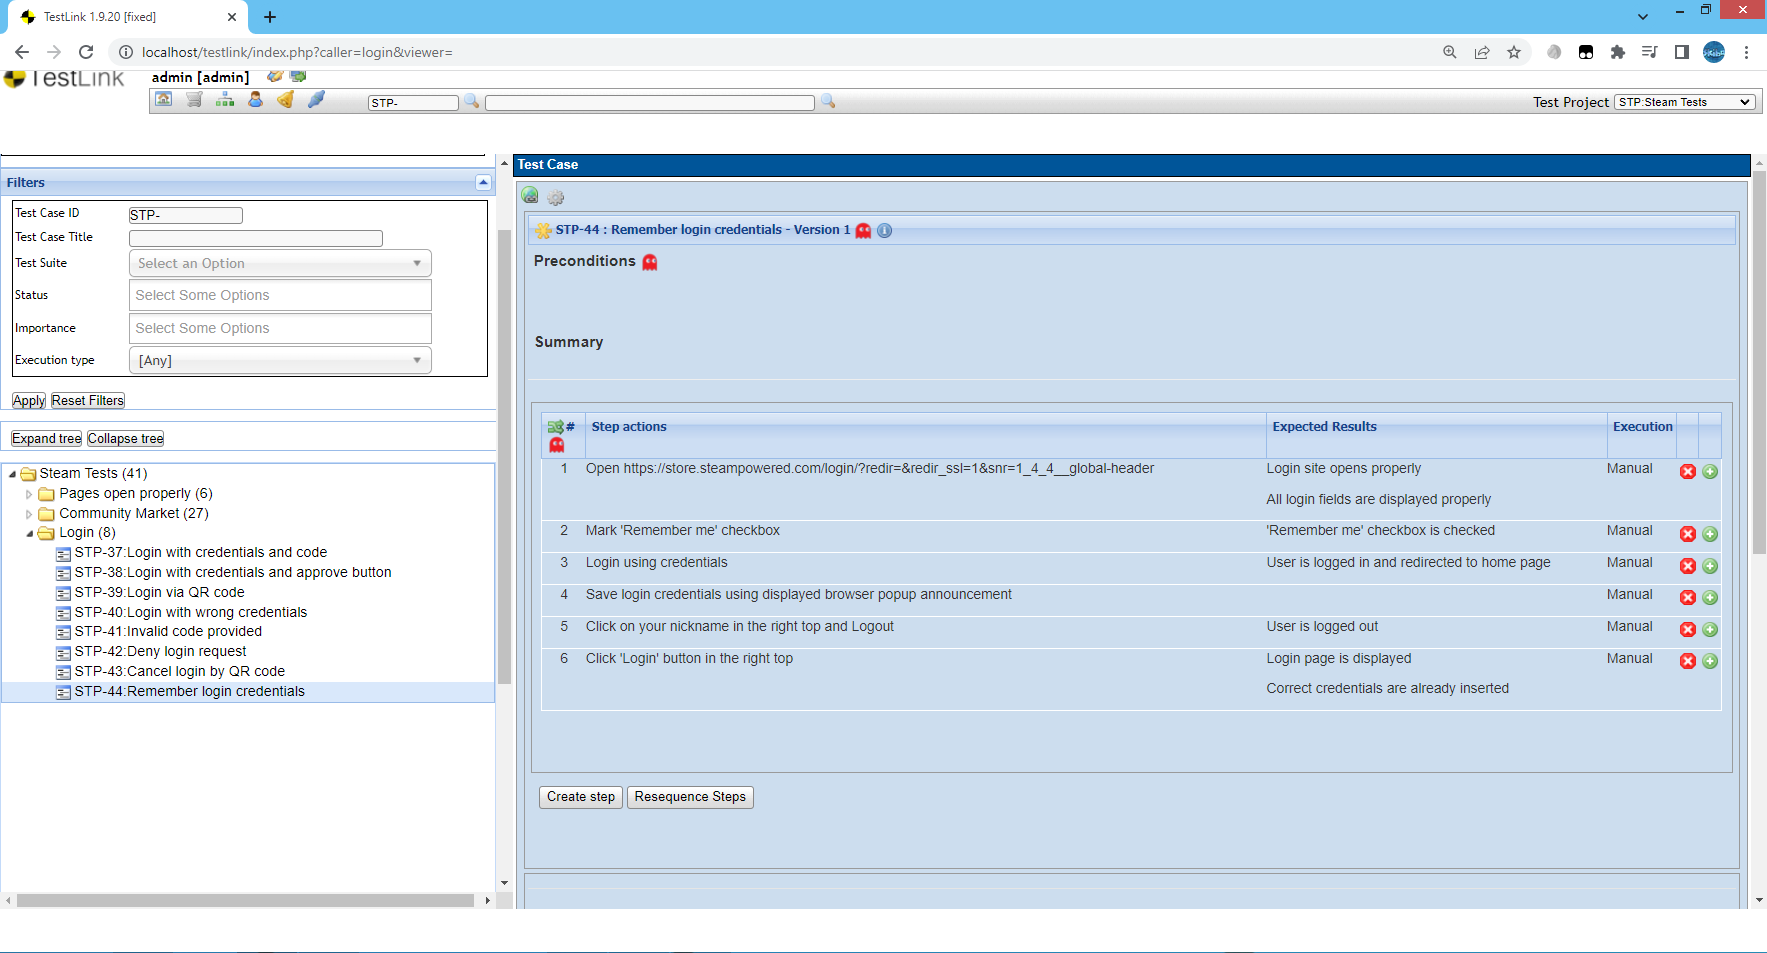 TestLink 1.9.20 [fixed]
localhost/testlink/index.php?caller=login&viewer=
TestLink
admin [admin]
STP-
Test Project STP:Steam Tests
Filters
Test Case ID STP-
Test Case Title
Test Suite Select an Option
Status Select Some Options
Importance Select Some Options
Execution type [Any]
Apply Reset Filters
Expand tree Collapse tree
Steam Tests (41)
Pages open properly (6)
Community Market (27)
Login (8)
STP-37:Login with credentials and code
STP-38:Login with credentials and approve button
STP-39:Login via QR code
STP-40:Login with wrong credentials
STP-41:Invalid code provided
STP-42:Deny login request
STP-43:Cancel login by QR code
STP-44:Remember login credentials
Test Case
STP-44 : Remember login credentials - Version 1
Preconditions
Summary
# Step actions Expected Results Execution
1 Open https://store.steampowered.com/login/?redir=&redir_ssl=1&snr=1_4_4__global-header Login site opens properly Manual
All login fields are displayed properly
2 Mark 'Remember me' checkbox 'Remember me' checkbox is checked Manual
3 Login using credentials User is logged in and redirected to home page Manual
4 Save login credentials using displayed browser popup announcement Manual
5 Click on your nickname in the right top and Logout User is logged out Manual
6 Click 'Login' button in the right top Login page is displayed Manual
Correct credentials are already inserted
Create step Resequence Steps